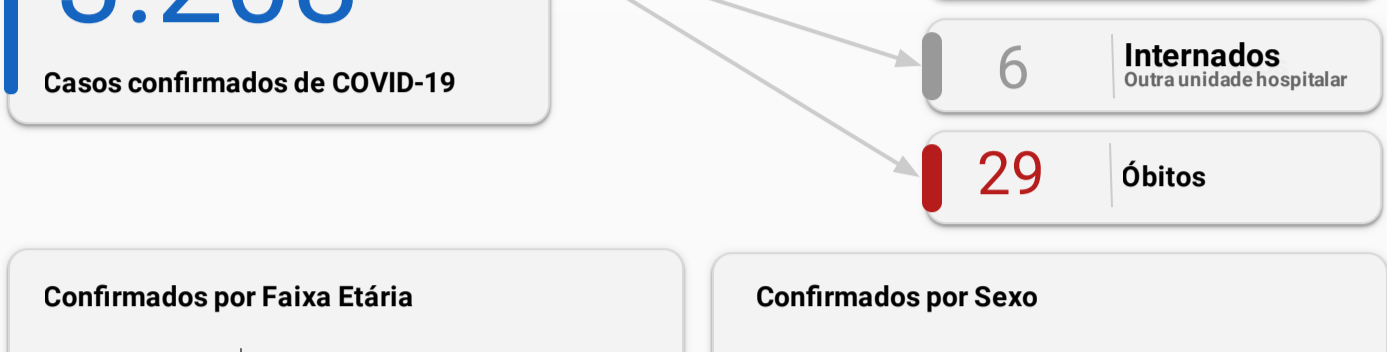 Casos confirmados de COVID-19
6
Internados
Outra unidade hospitalar
29
Óbitos
Confirmados por Faixa Etária
Confirmados por Sexo